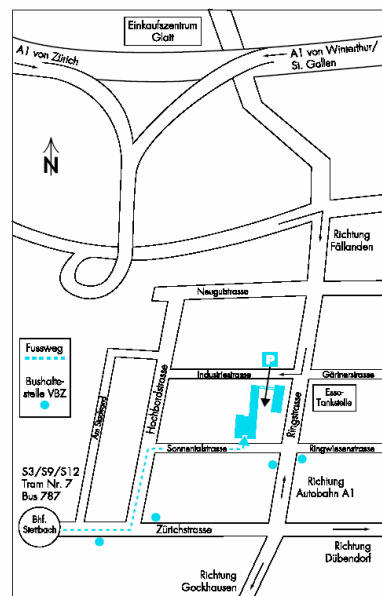 Einkaufszentrum
Glatt
A1 von Zürich
A1 von Winterthur/
St. Gallen
N
Richtung
Fällanden
Neugutstrasse
Fussweg
Bushalte-
stelle VBZ
P
Industriestrasse
Gärtnerstrasse
Esso-
Tankstelle
Am Stadtrand
Hochbordstrasse
Ringstrasse
Sonnentalstrasse
Ringwiesenstrasse
S3/S9/S12
Tram Nr. 7
Bus 787
Richtung
Autobahn A1
Bhf.
Stettbach
Zürichstrasse
Richtung
Dübendorf
Richtung
Gockhausen